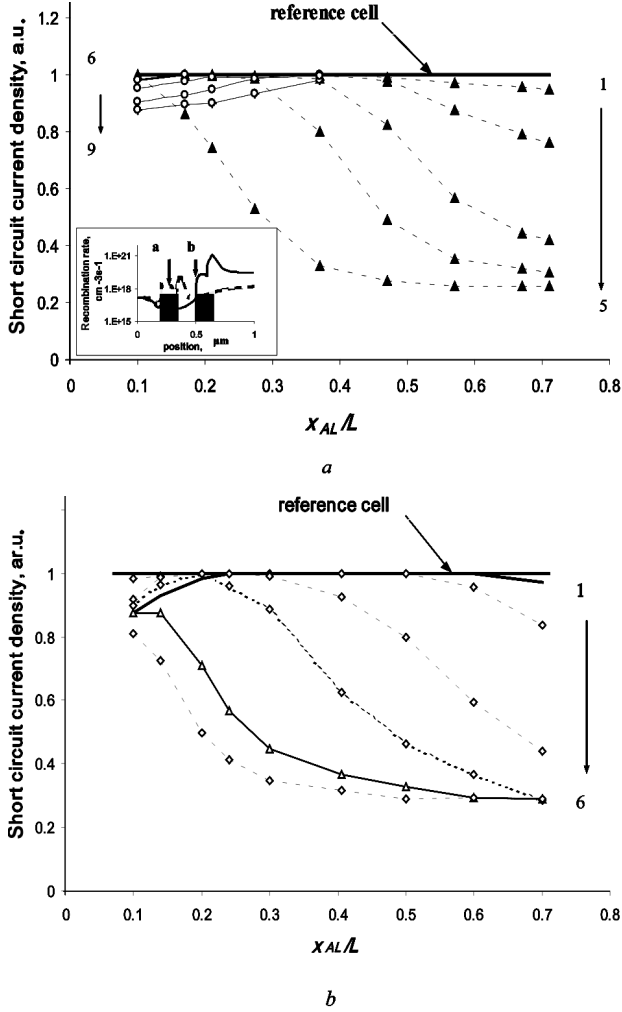 Short circuit current density, a.u.
1.2
1
0.8
0.6
0.4
0.2
0
reference cell
6
9
1
5
a
b
Recombination rate,
cm -3s-1
1.E+21
1.E+18
1.E+15
0
0.5
1
position, µm
0 0.1 0.2 0.3 0.4 0.5 0.6 0.7 0.8
x AL /L
a
Short circuit current density, ar.u.
reference cell
1
0.8
0.6
0.4
0.2
0
1
6
0 0.1 0.2 0.3 0.4 0.5 0.6 0.7 0.8
x AL /L
b